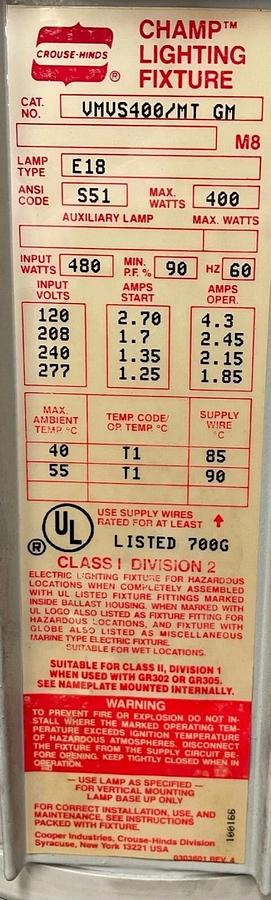 CROUSE-HINDS
®
CHAMP™
LIGHTING
FIXTURE
CAT. NO. VMVS400/MT GM
M8
LAMP TYPE E18
ANSI CODE S51 MAX. WATTS 400
AUXILIARY LAMP MAX. WATTS
INPUT WATTS 480 MIN. P.F. % 90 HZ 60
INPUT VOLTS AMPS START AMPS OPER.
120 2.70 4.3
208 1.7 2.45
240 1.35 2.15
277 1.25 1.85
MAX. AMBIENT TEMP °C TEMP. CODE/ OP. TEMP. °C SUPPLY WIRE °C
40 T1 85
55 T1 90
UL ®
USE SUPPLY WIRES
RATED FOR AT LEAST ↑
LISTED 700G
CLASS I DIVISION 2
ELECTRIC LIGHTING FIXTURE FOR HAZARDOUS
LOCATIONS WHEN COMPLETELY ASSEMBLED
WITH UL LISTED FIXTURE FITTINGS MARKED
INSIDE BALLAST HOUSING. WHEN MARKED WITH
UL LOGO ALSO LISTED AS FIXTURE FITTING FOR
HAZARDOUS LOCATIONS, AND FIXTURE WITH
GLOBE ALSO LISTED AS MISCELLANEOUS
MARINE TYPE ELECTRIC FIXTURE.
SUITABLE FOR WET LOCATIONS.
SUITABLE FOR CLASS II, DIVISION 1
WHEN USED WITH GR302 OR GR305.
SEE NAMEPLATE MOUNTED INTERNALLY.
WARNING
TO PREVENT FIRE OR EXPLOSION DO NOT IN-
STALL WHERE THE MARKED OPERATING TEM-
PERATURE EXCEEDS IGNITION TEMPERATURE
OF HAZARDOUS ATMOSPHERES. DISCONNECT
THE FIXTURE FROM THE SUPPLY CIRCUIT BE-
FORE OPENING. KEEP TIGHTLY CLOSED WHEN IN
OPERATION.
— USE LAMP AS SPECIFIED —
FOR VERTICAL MOUNTING
LAMP BASE UP ONLY
FOR CORRECT INSTALLATION, USE, AND
MAINTENANCE, SEE INSTRUCTIONS
PACKED WITH FIXTURE.
Cooper Industries, Crouse-Hinds Division
Syracuse, New York 13221 USA
100166
0303601 REV. 4